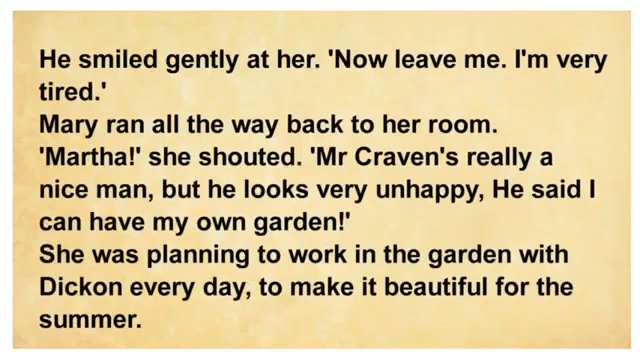 He smiled gently at her. 'Now leave me. I'm very
tired.'
Mary ran all the way back to her room.
'Martha!' she shouted. 'Mr Craven's really a
nice man, but he looks very unhappy, He said I
can have my own garden!'
She was planning to work in the garden with
Dickon every day, to make it beautiful for the
summer.